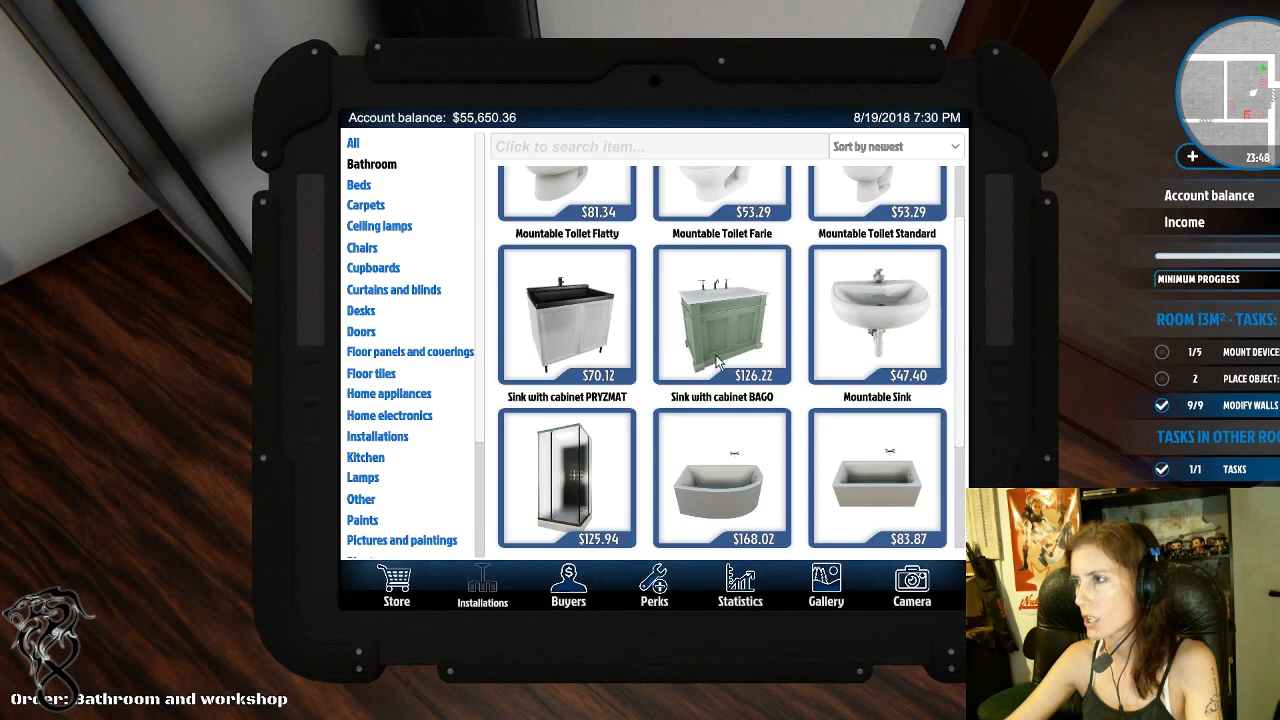 Account balance: $55,650.36 8/19/2018 7:30 PM
All
Bathroom
Beds
Carpets
Ceiling lamps
Chairs
Cupboards
Curtains and blinds
Desks
Doors
Floor panels and coverings
Floor tiles
Home appliances
Home electronics
Installations
Kitchen
Lamps
Other
Paints
Pictures and paintings
Click to search item... Sort by newest
$81.34 $53.29 $53.29
Mountable Toilet Flatty Mountable Toilet Farle Mountable Toilet Standard
$70.12 $126.22 $47.40
Sink with cabinet PRYZMAT Sink with cabinet BAGO Mountable Sink
$125.94 $168.02 $83.87
Store Installations Buyers Perks Statistics Gallery Camera
23:48
Account balance
Income
MINIMUM PROGRESS
ROOM 13M² - TASKS:
1/5 MOUNT DEVICE
2 PLACE OBJECT:
9/9 MODIFY WALLS
TASKS IN OTHER ROO
1/1 TASKS
Order: Bathroom and workshop